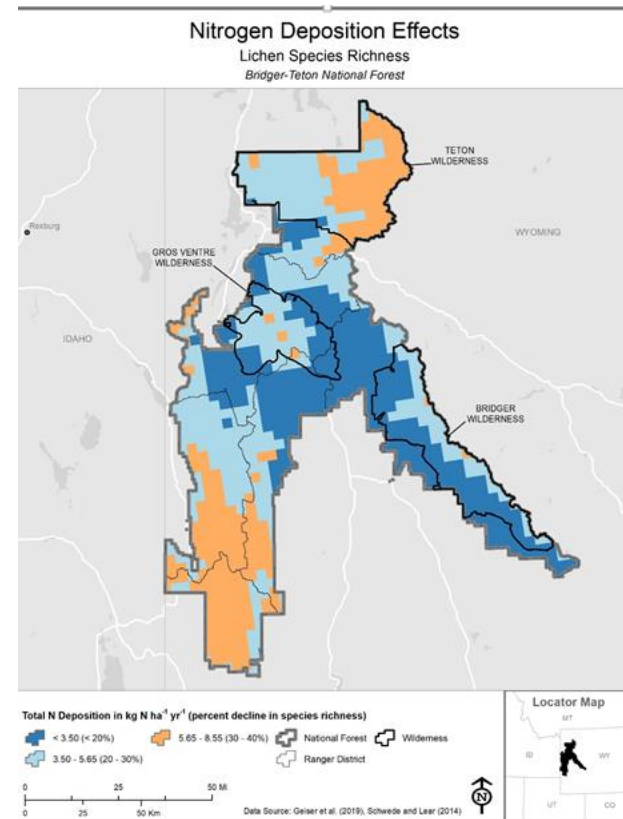 Nitrogen Deposition Effects
Lichen Species Richness
Bridger-Teton National Forest
TETON
WILDERNESS
Rexburg
WYOMING
GROS VENTRE
WILDERNESS
IDAHO
BRIDGER
WILDERNESS
Total N Deposition in kg N ha⁻¹ yr⁻¹ (percent decline in species richness)
< 3.50 (< 20%)
5.65 - 8.55 (30 - 40%)
National Forest
Wilderness
3.50 - 5.65 (20 - 30%)
Ranger District
Locator Map
MT
ID
WY
UT
CO
0 25 50 Mi
0 25 50 Km
N
Data Source: Geiser et al. (2019), Schwede and Lear (2014)